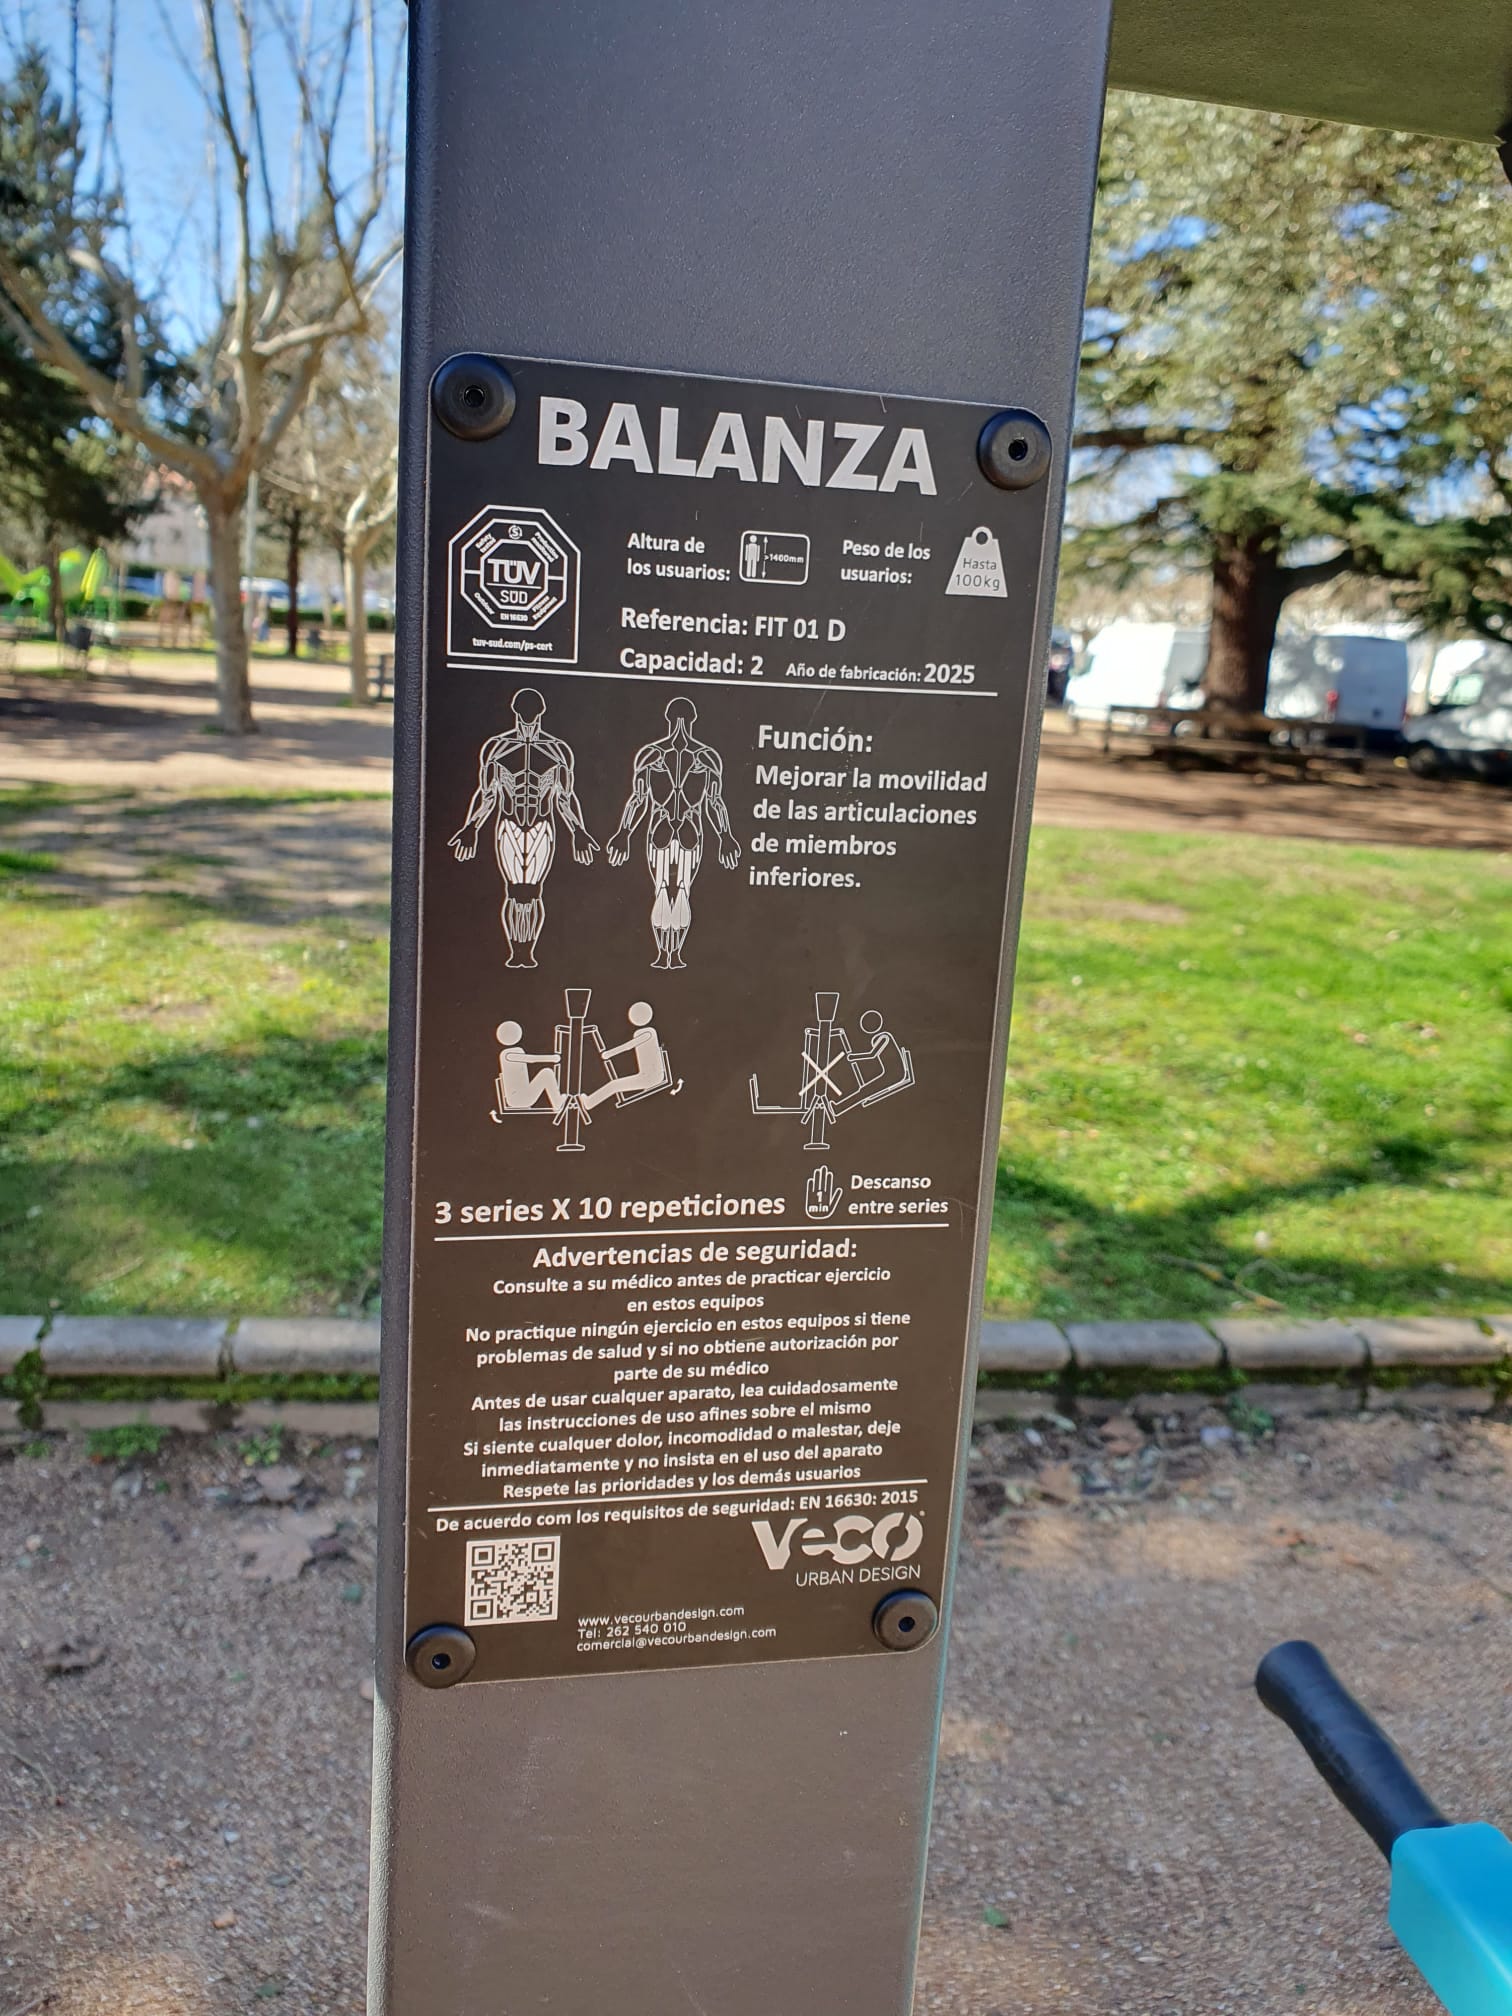 BALANZA
TÜV
SÜD
EN 16630
tuv-sud.com/ps-cert
Altura de
los usuarios:
>1400mm
Peso de los
usuarios:
Hasta
100kg
Referencia: FIT 01 D
Capacidad: 2 Año de fabricación: 2025
Función:
Mejorar la movilidad
de las articulaciones
de miembros
inferiores.
3 series X 10 repeticiones
1
min
Descanso
entre series
Advertencias de seguridad:
Consulte a su médico antes de practicar ejercicio
en estos equipos
No practique ningún ejercicio en estos equipos si tiene
problemas de salud y si no obtiene autorización por
parte de su médico
Antes de usar cualquer aparato, lea cuidadosamente
las instrucciones de uso afines sobre el mismo
Si siente cualquer dolor, incomodidad o malestar, deje
inmediatamente y no insista en el uso del aparato
Respete las prioridades y los demás usuarios
De acuerdo com los requisitos de seguridad: EN 16630: 2015
VeCO
URBAN DESIGN
www.vecourbandesign.com
Tel: 262 540 010
comercial@vecourbandesign.com